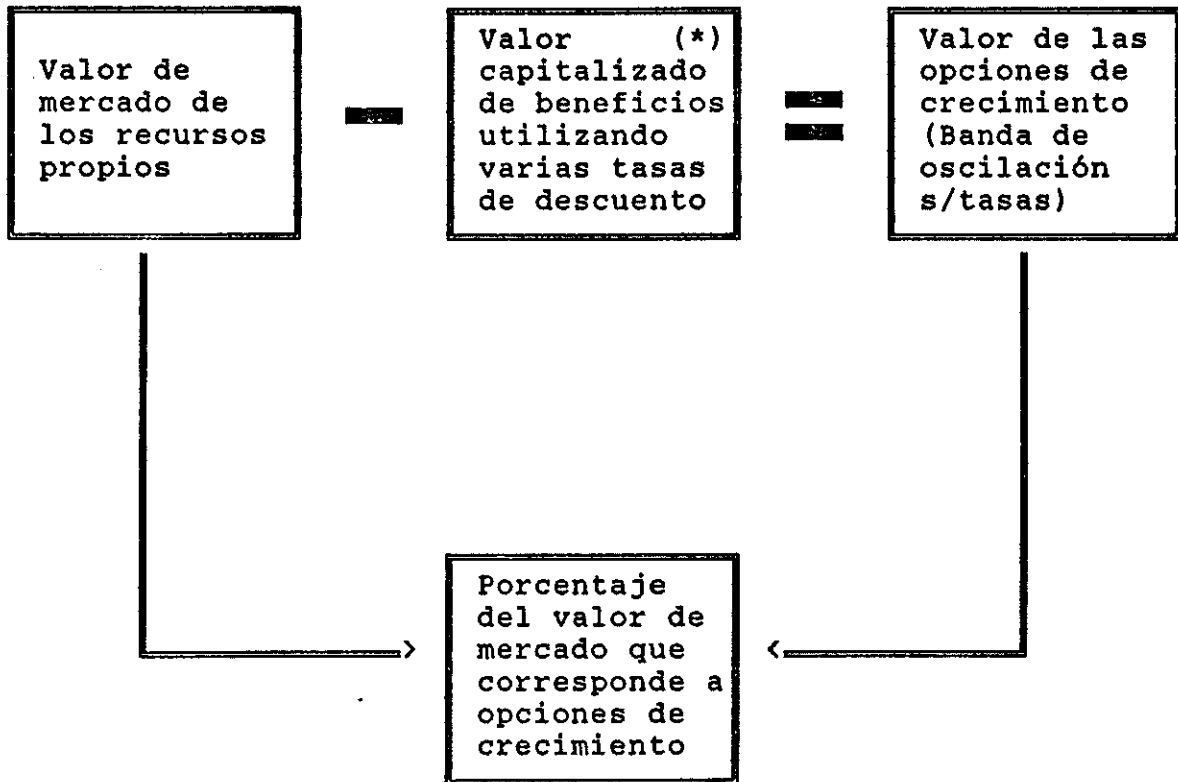 Valor de
mercado de
los recursos
propios
Valor (*)
capitalizado
de beneficios
utilizando
varias tasas
de descuento
Valor de las
opciones de
crecimiento
(Banda de
oscilación
s/tasas)
Porcentaje
del valor de
mercado que
corresponde a
opciones de
crecimiento